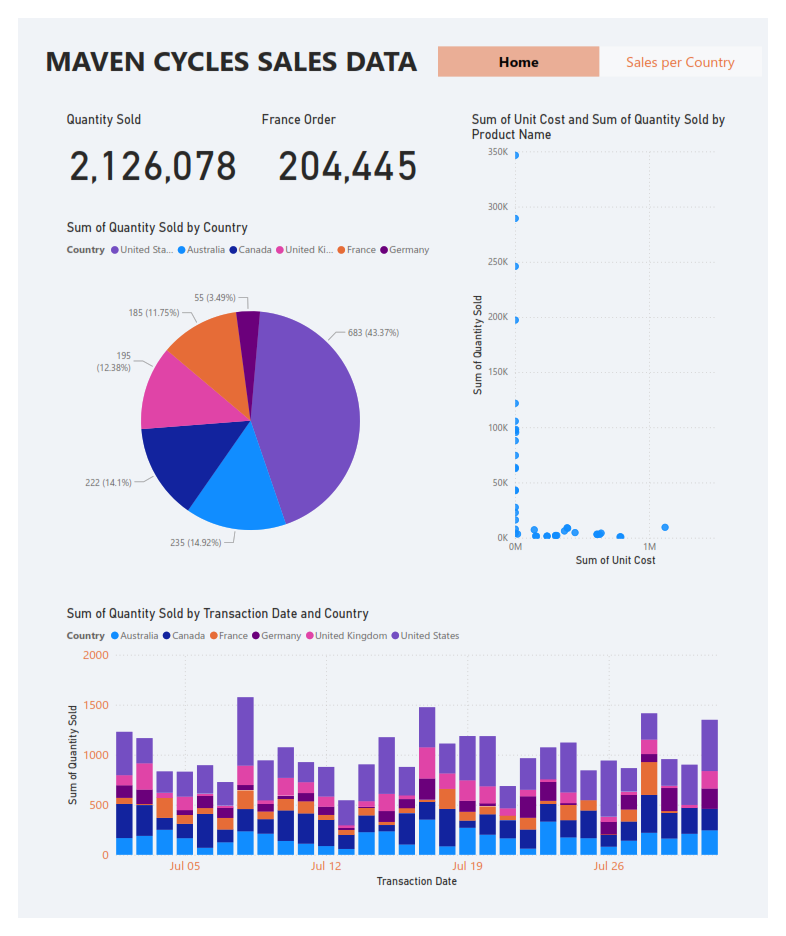 MAVEN CYCLES SALES DATA
Home
Sales per Country
Quantity Sold
2,126,078
France Order
204,445
Sum of Quantity Sold by Country
Country United Sta... Australia Canada United Ki... France Germany
55 (3.49%)
185 (11.75%)
683 (43.37%)
195
(12.38%)
222 (14.1%)
235 (14.92%)
Sum of Unit Cost and Sum of Quantity Sold by
Product Name
350K
300K
250K
200K
150K
100K
50K
0K
Sum of Quantity Sold
0M
1M
Sum of Unit Cost
Sum of Quantity Sold by Transaction Date and Country
Country Australia Canada France Germany United Kingdom United States
2000
1500
1000
500
0
Sum of Quantity Sold
Jul 05
Jul 12
Jul 19
Jul 26
Transaction Date